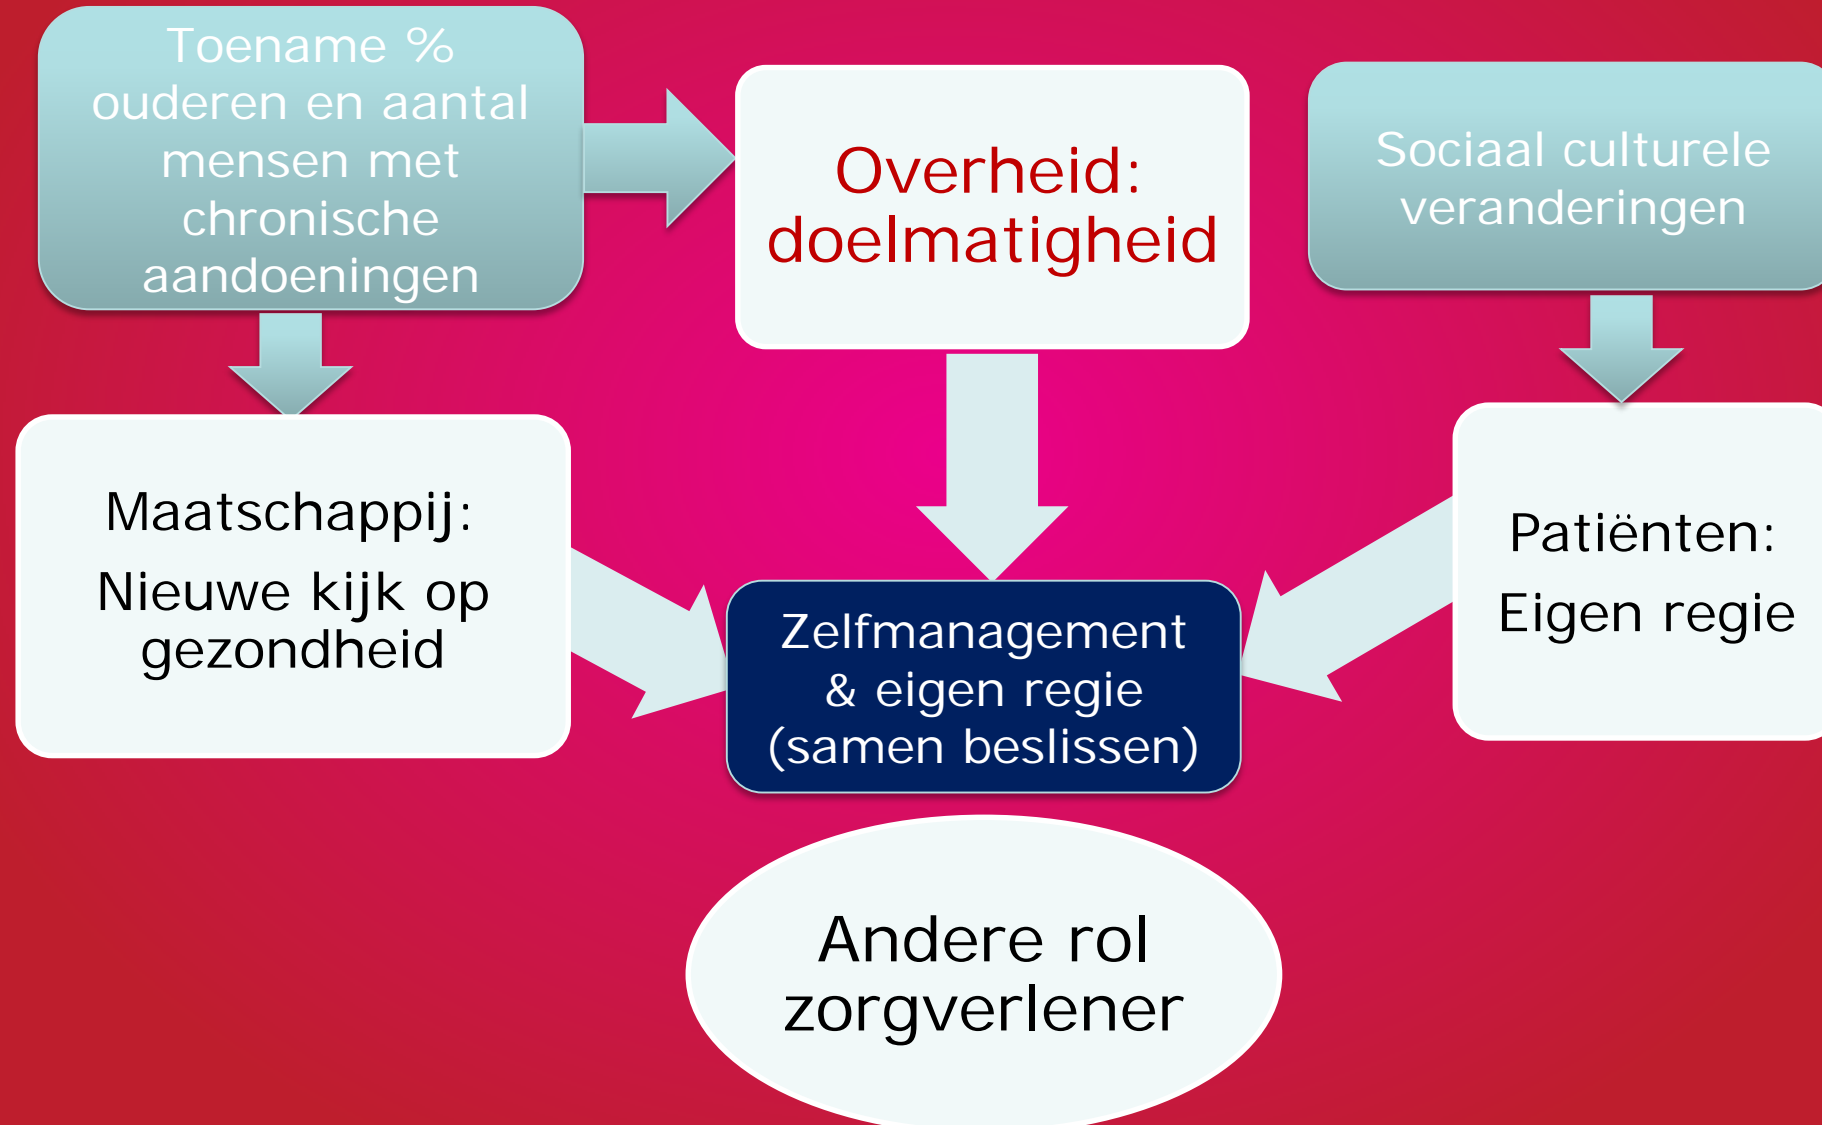 Toename %
ouderen en aantal
mensen met
chronische
aandoeningen
Overheid:
doelmatigheid
Sociaal culturele
veranderingen
Maatschappij:
Nieuwe kijk op
gezondheid
Zelfmanagement
& eigen regie
(samen beslissen)
Patiënten:
Eigen regie
Andere rol
zorgverlener